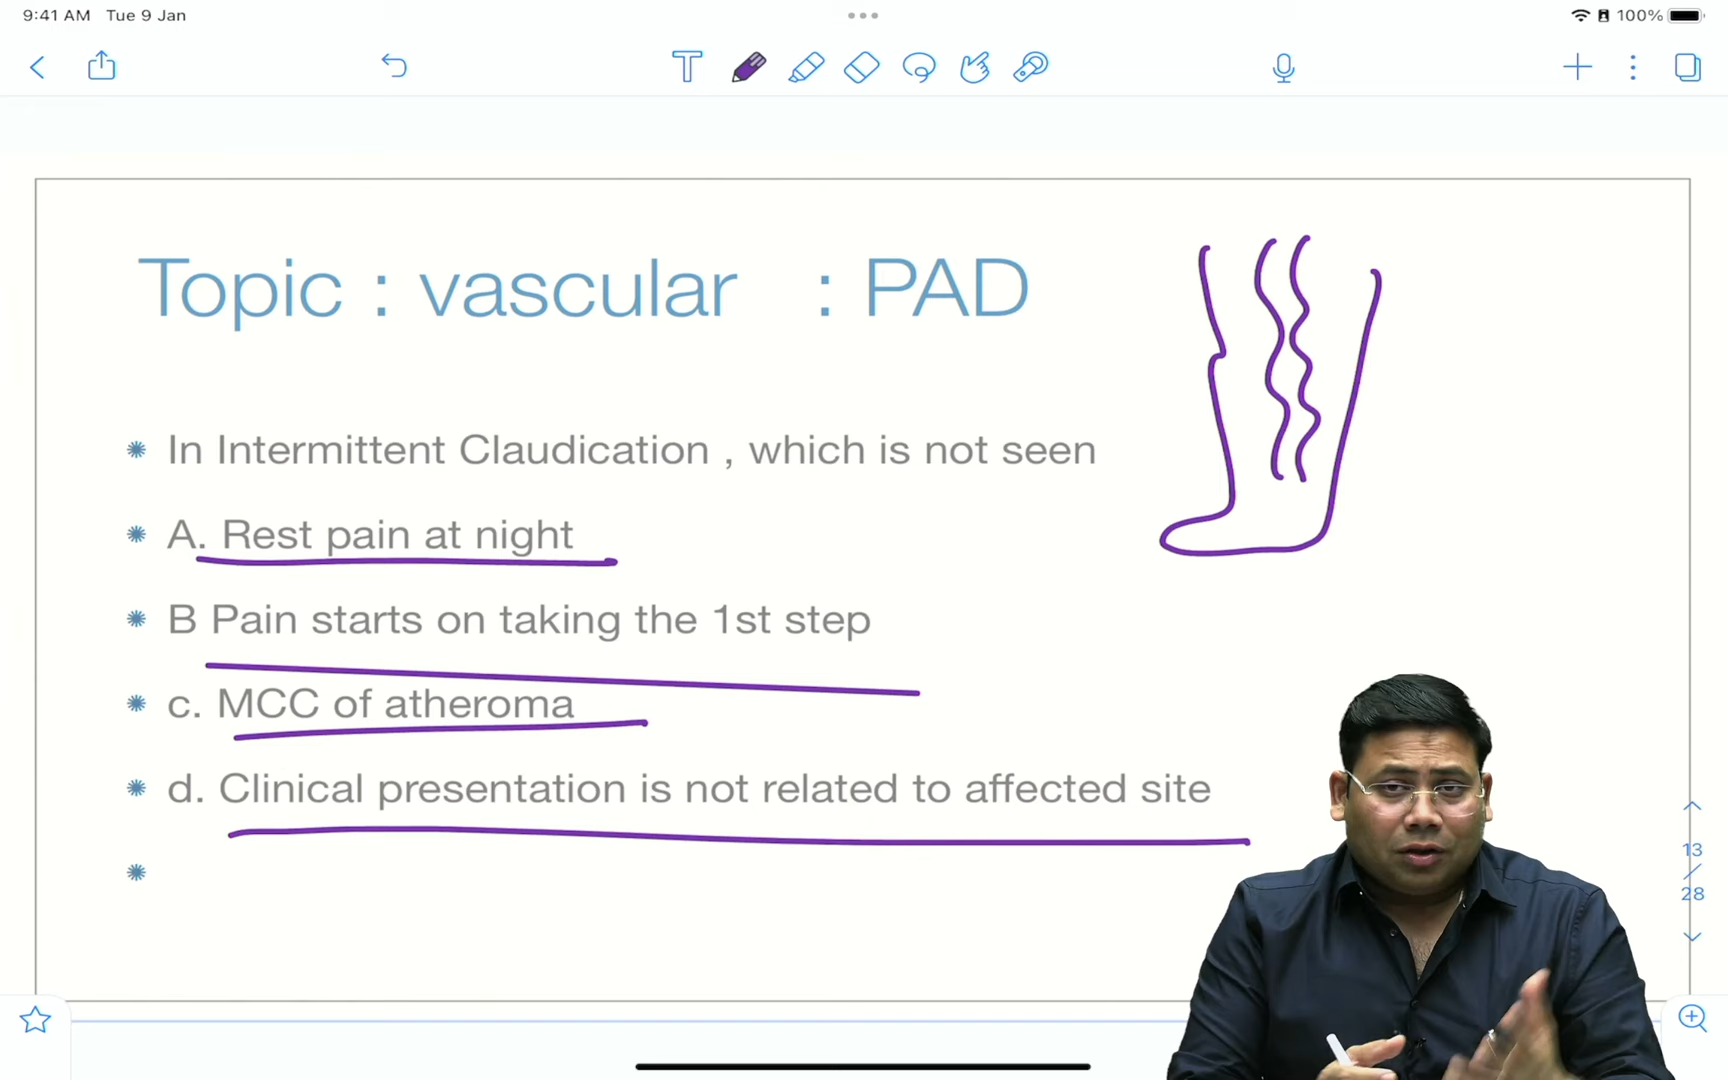 9:41 AM Tue 9 Jan
100%
Topic : vascular : PAD
In Intermittent Claudication , which is not seen
A. Rest pain at night
B Pain starts on taking the 1st step
c. MCC of atheroma
d. Clinical presentation is not related to affected site
13
/
28